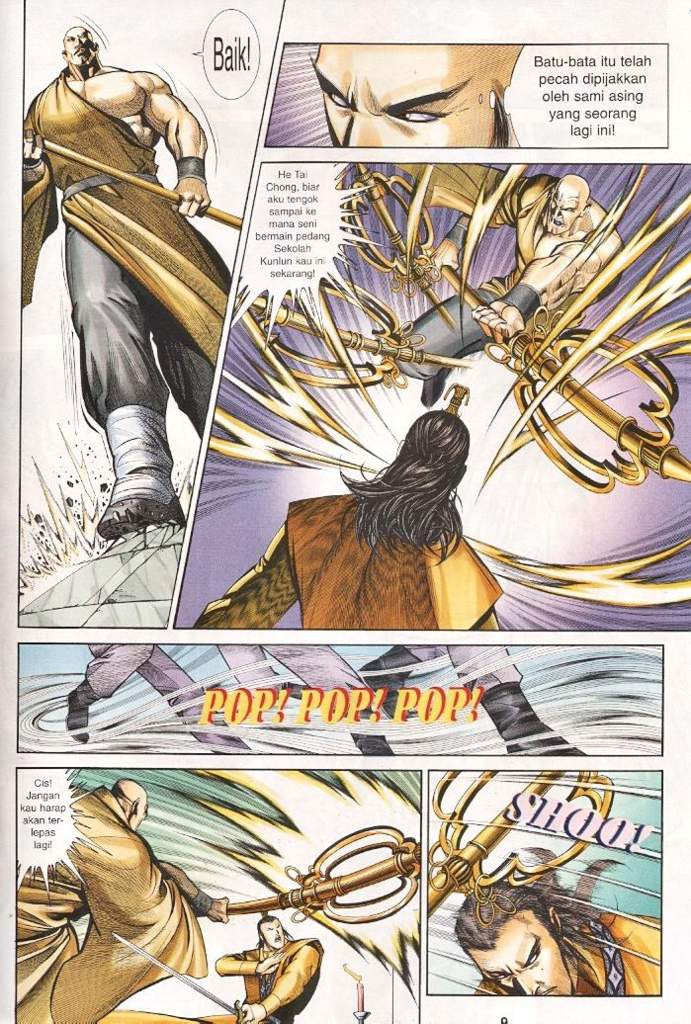 Baik!
Batu-bata itu telah
pecah dipijakkan
oleh sami asing
yang seorang
lagi ini!
He Tai
Chong, biar
aku tengok
sampai ke
mana seni
bermain pedang
Sekolah
Kunlun kau ini
sekarang!
POP! POP! POP!
Cis!
Jangan
kau harap
akan ter-
lepas
lagi!
SHOO!
9